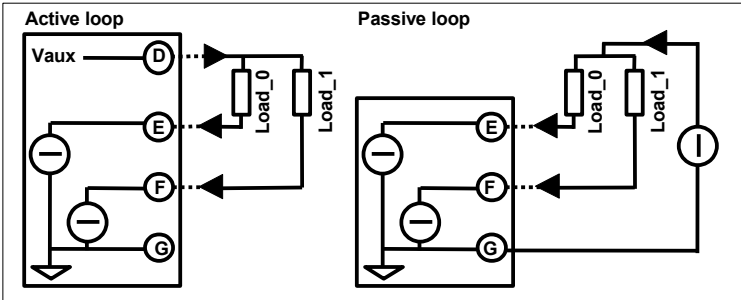 Active loop
Passive loop
Vaux
D
E
F
G
Load_0
Load_1
E
F
G
Load_0
Load_1